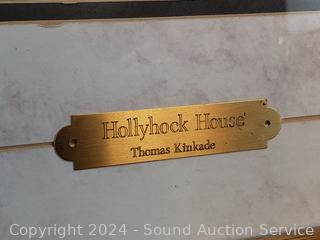 Hollyhock House
Thomas Kinkade
Copyright 2024 - Sound Auction Service